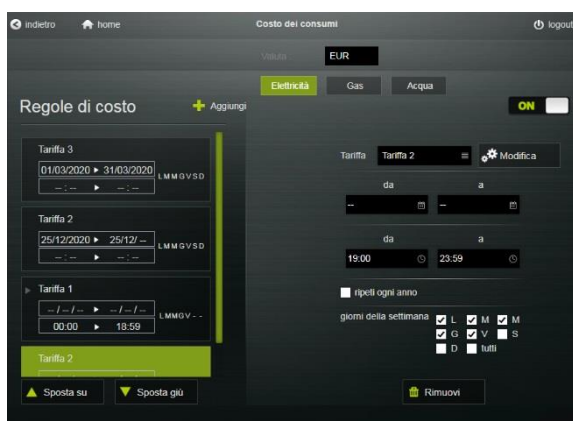 indietro home Costo dei consumi logout
Valuta EUR
Elettricità Gas Acqua
Regole di costo Aggiungi
ON
Tariffa 3
01/03/2020 ▸ 31/03/2020
LMMGVSD
-- : -- ▸ -- : --
Tariffa 2
25/12/2020 ▸ 25/12/ --
LMMGVSD
-- : -- ▸ -- : --
Tariffa 1
-- / -- / -- ▸ -- / -- / --
LMMGV - -
00:00 ▸ 18:59
Tariffa 2
Sposta su Sposta giù
Tariffa Tariffa 2 Modifica
da a
-- --
da a
19:00 23:59
ripeti ogni anno
giorni della settimana L M M
G V S
D tutti
Rimuovi